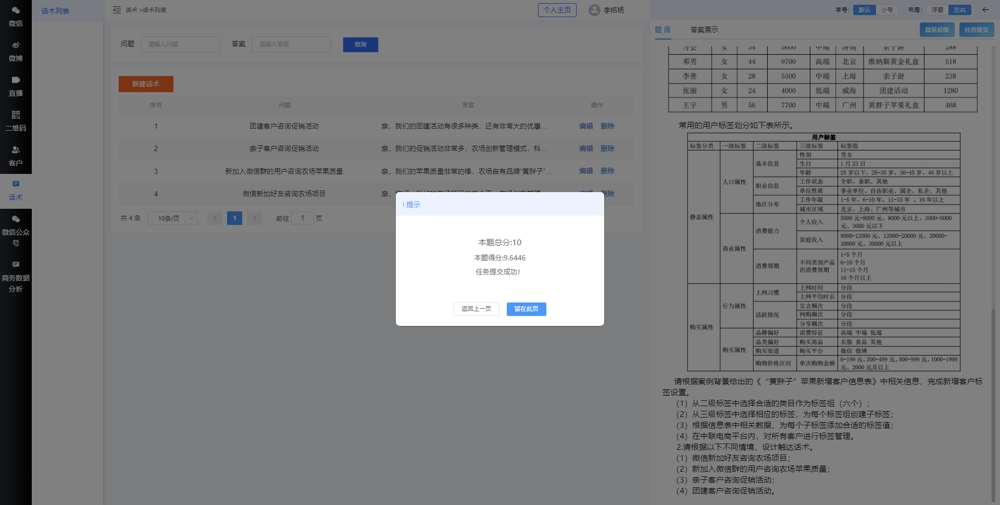 微信
微博
直播
二维码
客户
话术
微信公众
号
商务数据
分析
话术列表
话术 >话术列表
个人主页
李铭杨
问题 请输入问题 答案 请输入答案 查询
新建话术
序号 问题 答案 操作
1 团建客户咨询促销活动 亲，我们的团建活动有很多种类，还有非常大的优惠... 编辑 删除
2 亲子客户咨询促销活动 亲，我们的促销活动非常多，农场创新管理模式，科... 编辑 删除
3 新加入微信群的用户咨询农场苹果质量 亲，我们的苹果质量非常的棒，农场自有品牌“黄胖子”... 编辑 删除
4 微信新加好友咨询农场项目 删除
共 4 条 10条/页 1 前往 1 页
提示
本题总分:10
本题得分:9.6446
任务提交成功！
返回上一页 留在此页
字号: 默认 小号 布局: 浮窗 左右
题 面 答案展示 意见反馈 任务提交
方芸 女 34 5600 中端 济南 亲子游 288
邓男 女 44 9700 高端 北京 维纳斯黄金礼盒 518
李善 女 28 5500 中端 上海 亲子游 238
张丽 女 24 4000 低端 威海 团建活动 1280
王宇 男 56 7700 中端 广州 黄胖子苹果礼盒 468
常用的用户标签划分如下表所示。
用户标签
标签分类 一级标签 二级标签 三级标签 标签值
静态属性 人口属性 基本信息 性别 男女
生日 1 月 23 日
年龄 25 岁以下、26-35 岁、36-45 岁、46 岁以上
职业信息 工作状态 全职、兼职、其他
单位性质 事业单位、自由职业、国企、私企、其他
地区分布 工作年限 1-5 年、6-10 年、11-15 年 、16 年以上
城市区域 北京、上海、广州等城市
商业属性 消费能力 个人收入 5000 元-8000 元、8000 元以上、3000-5000
元、3000 元以下
家庭收入 9000-12000 元、12000-20000 元、20000-
30000 元、30000 元以上
消费周期 不同类别产品
的消费周期
1-5 个月
6-10 个月
11-15 个月
16 个月以上
购买属性 行为属性 上网习惯 上网时间 分段
上网平均时长 分段
活跃情况 发言频次 分段
网购频次 分段
分享频次 分段
购买属性 品牌偏好 消费特征 高端 中端 低端
品类偏好 购买商品 衣服 食品 其他
购买渠道 购买平台 微信 微博
购物价格区间 单次购物金额 0-199 元、200-499 元、500-999 元、1000-1999
元、2000 元及以上
请根据案例背景给出的《“黄胖子”苹果新增客户信息表》中相关信息，完成新增客户标
签设置。
（1）从二级标签中选择合适的类目作为标签组（六个）；
（2）从三级标签中选择相应的标签，为每个标签组创建子标签；
（3）根据信息表中相关数据，为每个子标签添加合适的标签值；
（4）在中联电商平台内，对所有客户进行标签管理。
2.请根据以下不同情境，设计触达话术。
（1）微信新加好友咨询农场项目；
（2）新加入微信群的用户咨询农场苹果质量；
（3）亲子客户咨询促销活动；
（4）团建客户咨询促销活动。